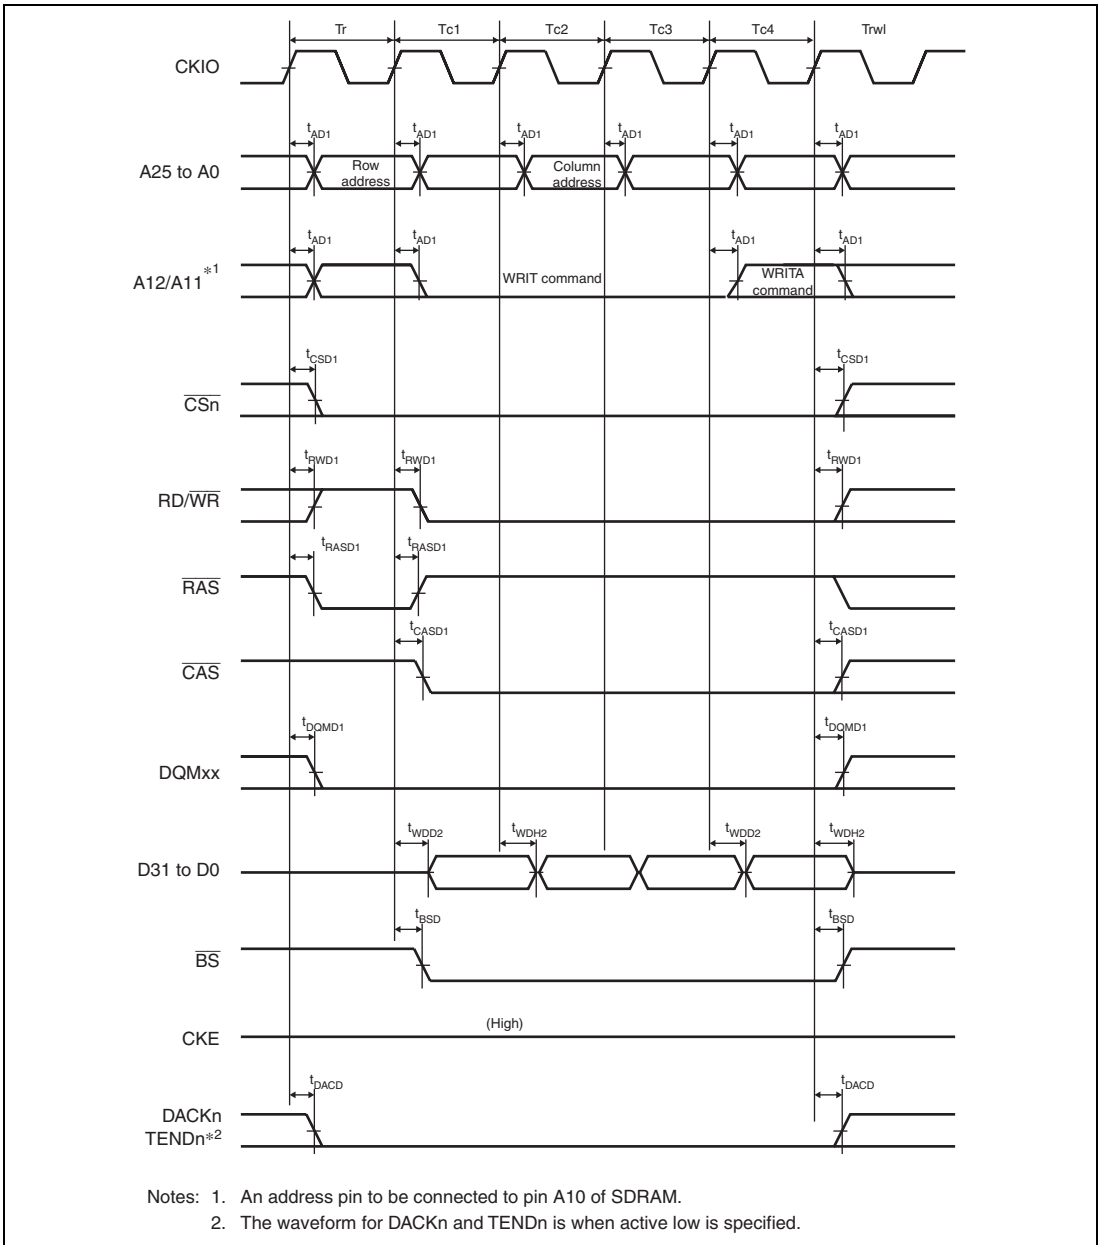 Tr Tc1 Tc2 Tc3 Tc4 Trwl
CKIO
tAD1 tAD1 tAD1 tAD1 tAD1 tAD1
A25 to A0
Row
address
Column
address
tAD1 tAD1 tAD1 tAD1
A12/A11*1
WRIT command
WRITA
command
tCSD1 tCSD1
CSn
tRWD1 tRWD1 tRWD1
RD/WR
tRASD1 tRASD1
RAS
tCASD1 tCASD1
CAS
tDQMD1 tDQMD1
DQMxx
tWDD2 tWDH2 tWDD2 tWDH2
D31 to D0
tBSD tBSD
BS
(High)
CKE
tDACD tDACD
DACKn
TENDn*2
Notes: 1. An address pin to be connected to pin A10 of SDRAM.
2. The waveform for DACKn and TENDn is when active low is specified.